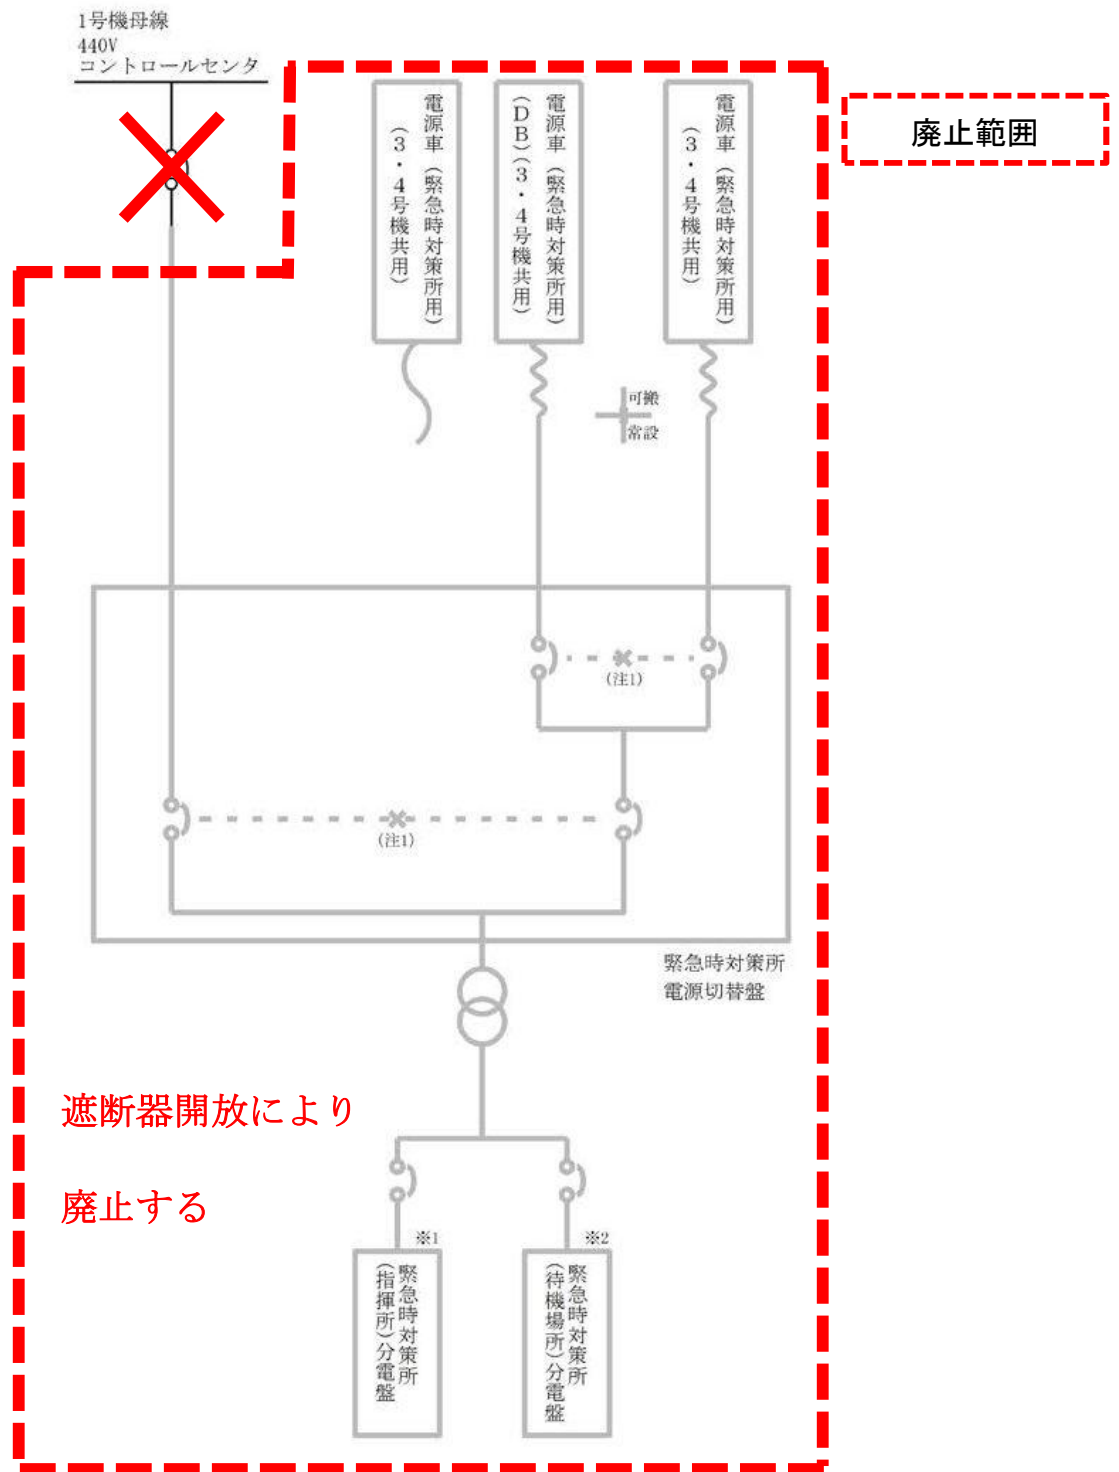 1号機母線
440V
コントロールセンタ
電源車（緊急時対策所用）
（3・4号機共用）
電源車（緊急時対策所用）
（DB）（3・4号機共用）
電源車（緊急時対策所用）
（3・4号機共用）
廃止範囲
可搬
常設
（注1）
（注1）
緊急時対策所
電源切替盤
遮断器開放により
廃止する
※1
緊急時対策所
（指揮所）分電盤
※2
緊急時対策所
（待機場所）分電盤